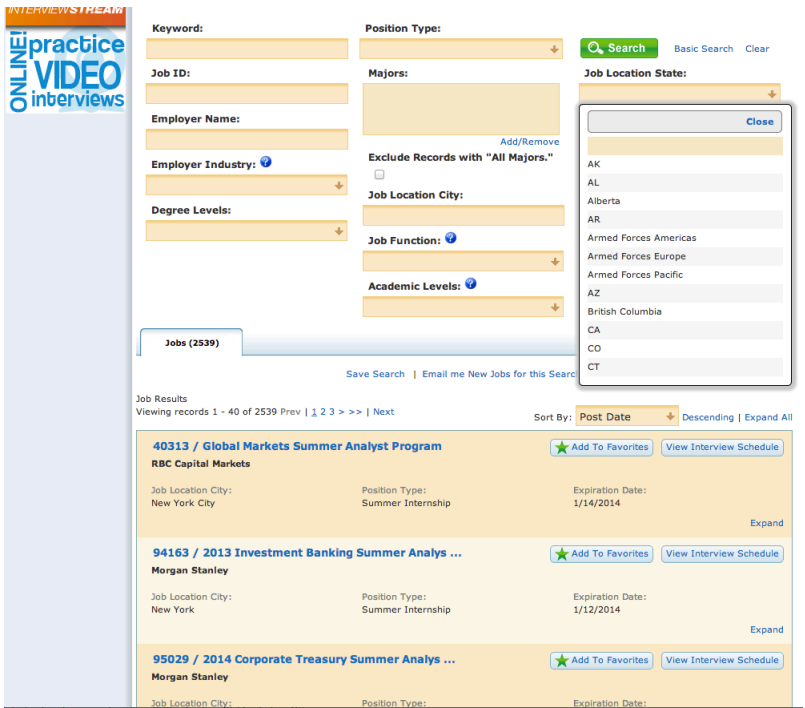 INTERVIEWSTREAM
ONLINE!
practice
VIDEO
interviews
Keyword:
Position Type:
Search
Basic Search
Clear
Job ID:
Majors:
Job Location State:
Employer Name:
Close
Add/Remove
Employer Industry: ?
Exclude Records with "All Majors."
AK
AL
Alberta
AR
Armed Forces Americas
Armed Forces Europe
Armed Forces Pacific
AZ
British Columbia
CA
CO
CT
Degree Levels:
Job Location City:
Job Function: ?
Academic Levels: ?
Jobs (2539)
Save Search | Email me New Jobs for this Searc
Job Results
Viewing records 1 - 40 of 2539 Prev | 1 2 3 > >> | Next
Sort By: Post Date Descending | Expand All
40313 / Global Markets Summer Analyst Program
Add To Favorites View Interview Schedule
RBC Capital Markets
Job Location City: Position Type: Expiration Date:
New York City Summer Internship 1/14/2014
Expand
94163 / 2013 Investment Banking Summer Analys ...
Add To Favorites View Interview Schedule
Morgan Stanley
Job Location City: Position Type: Expiration Date:
New York Summer Internship 1/12/2014
Expand
95029 / 2014 Corporate Treasury Summer Analys ...
Add To Favorites View Interview Schedule
Morgan Stanley
Job Location City: Position Type: Expiration Date: